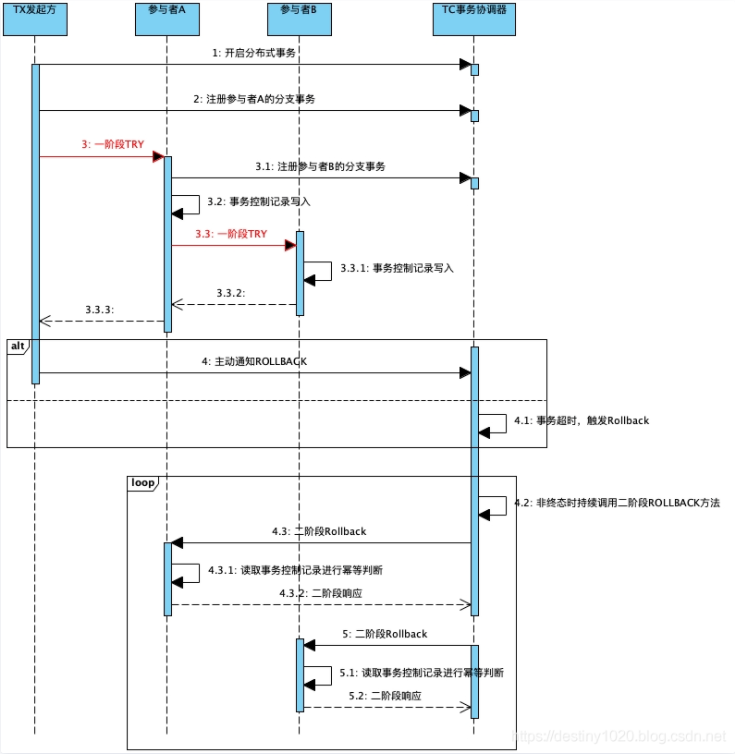 TX发起方
参与者A
参与者B
TC事务协调器
1: 开启分布式事务
2: 注册参与者A的分支事务
3: 一阶段TRY
3.1: 注册参与者B的分支事务
3.2: 事务控制记录写入
3.3: 一阶段TRY
3.3.1: 事务控制记录写入
3.3.2:
3.3.3:
alt
4: 主动通知ROLLBACK
4.1: 事务超时，触发Rollback
loop
4.2: 非终态时持续调用二阶段ROLLBACK方法
4.3: 二阶段Rollback
4.3.1: 读取事务控制记录进行幂等判断
4.3.2: 二阶段响应
5: 二阶段Rollback
5.1: 读取事务控制记录进行幂等判断
5.2: 二阶段响应
https://destiny1020.blog.csdn.net